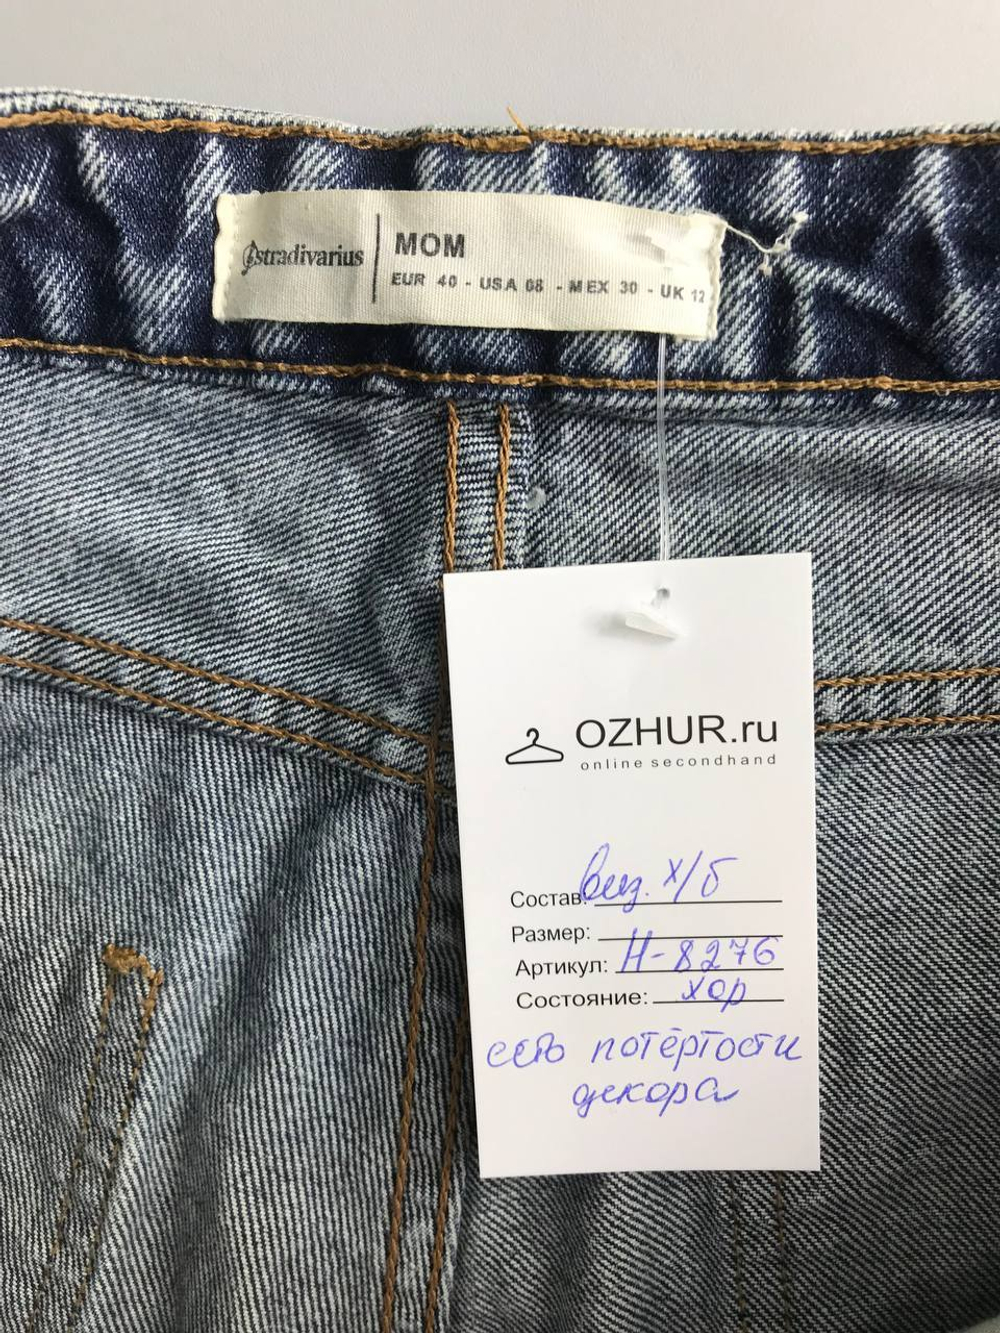 stradivarius
MOM
EUR 40 - USA 08 - MEX 30 - UK 12
OZHUR.ru
online secondhand
Состав: виз. х/б
Размер:
Артикул: Н-8276
Состояние: хор
есть потёртости
декора